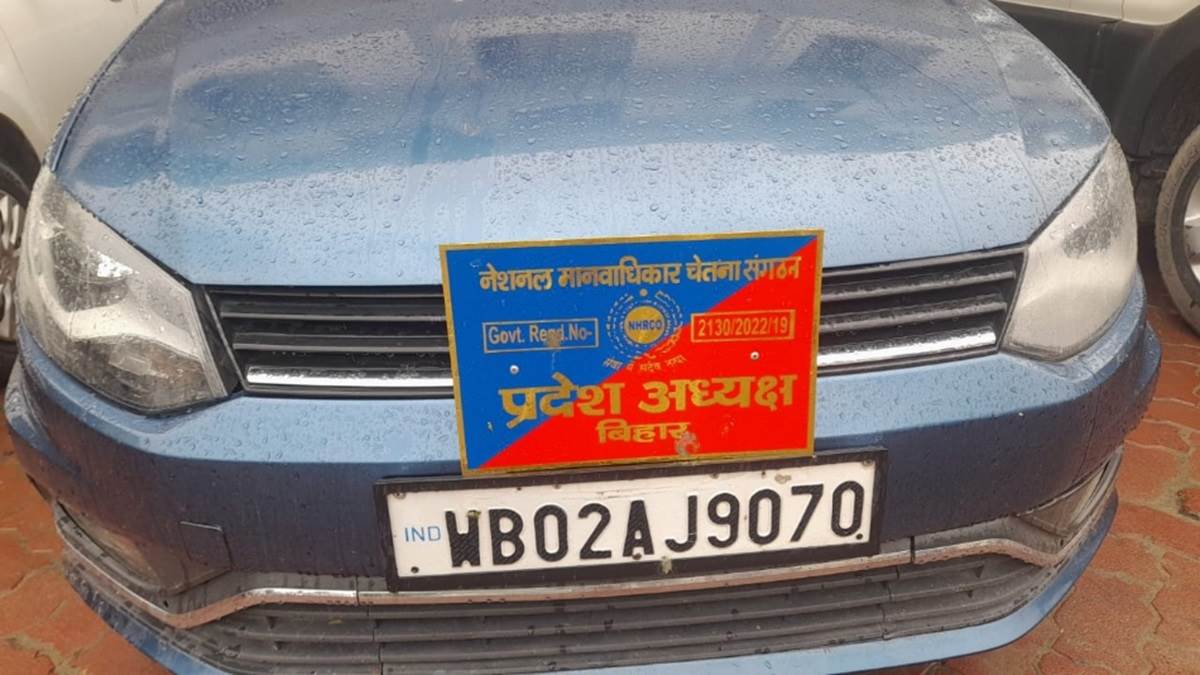 नेशनल मानवाधिकार चेतना संगठन
Govt. Regd.No- NHRCO 2130/2022/19
प्रदेश अध्यक्ष
बिहार
IND WB02AJ9070